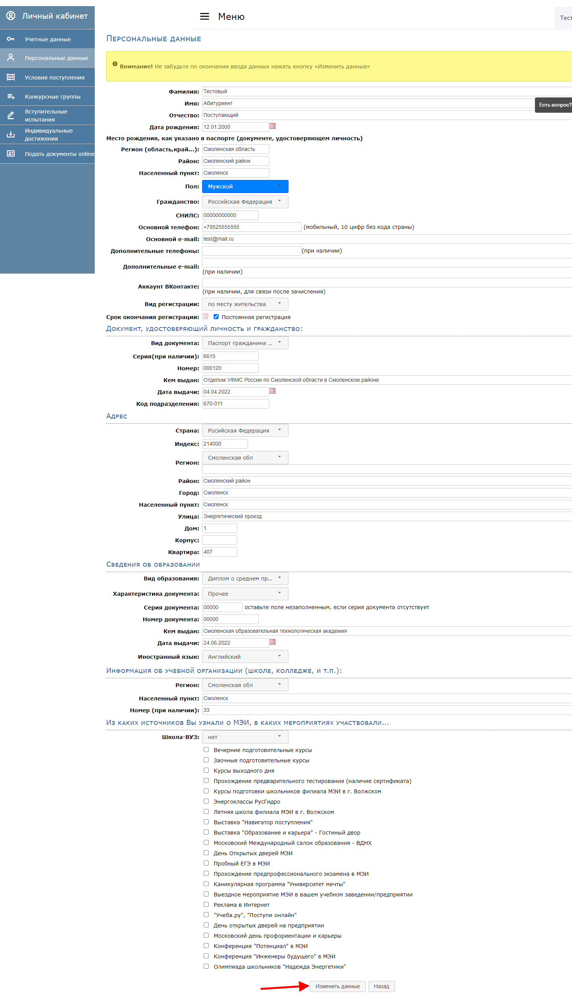 Личный кабинет
Меню
Учетные данные
Персональные данные
Условия поступления
Конкурсные группы
Вступительные
испытания
Индивидуальные
достижения
Подать документы online
Персональные данные
Внимание! Не забудьте по окончании ввода данных нажать кнопку «Изменить данные»
Есть вопрос?
Фамилия: Тестовый
Имя: Абитуриент
Отчество: Поступающий
Дата рождения: 12.01.2000
Место рождения, как указано в паспорте (документе, удостоверяющем личность)
Регион (область,край...): Смоленская область
Район: Смоленский район
Населенный пункт: Смоленск
Пол: Мужской
Гражданство: Российская Федерация
СНИЛС: 00000000000
Основной телефон: +79525555555 (мобильный, 10 цифр без кода страны)
Основной e-mail: test@mail.ru
Дополнительные телефоны: (при наличии)
Дополнительные e-mail:
(при наличии)
Аккаунт ВКонтакте:
(при наличии, для связи после зачисления)
Вид регистрации: по месту жительства
Срок окончания регистрации: Постоянная регистрация
Документ, удостоверяющий личность и гражданство:
Вид документа: Паспорт гражданина ...
Серия(при наличии): 6615
Номер: 000120
Кем выдан: Отделом УФМС России по Смоленской области в Смоленском районе
Дата выдачи: 04.04.2022
Код подразделения: 670-011
Адрес
Страна: Росийская Федерация
Индекс: 214000
Регион: Смоленская обл
Район: Смоленский район
Город: Смоленск
Населенный пункт: Смоленск
Улица: Энергетический проезд
Дом: 1
Корпус:
Квартира: 407
Сведения об образовании
Вид образования: Диплом о среднем пр...
Характеристика документа: Прочее
Серия документа: 00000 оставьте поле незаполненным, если серия документа отсутствует
Номер документа: 00000
Кем выдан: Смоленская образовательная технологическая академия
Дата выдачи: 24.06.2022
Иностранный язык: Английский
Информация об учебной организации (школе, колледже, и т.п.):
Регион: Смоленская обл
Населенный пункт: Смоленск
Номер (при наличии): 33
Из каких источников Вы узнали о МЭИ, в каких мероприятиях участвовали...
Школа-ВУЗ: нет
Вечерние подготовительные курсы
Заочные подготовительные курсы
Курсы выходного дня
Прохождение предварительного тестирования (наличие сертификата)
Курсы подготовки школьников филиала МЭИ в г. Волжском
Энергоклассы РусГидро
Летняя школа филиала МЭИ в г. Волжском
Выставка "Навигатор поступления"
Выставка "Образование и карьера" - Гостиный двор
Московский Международный салон образования - ВДНХ
День Открытых дверей МЭИ
Пробный ЕГЭ в МЭИ
Прохождение предпрофессионального экзамена в МЭИ
Каникулярная программа "Университет мечты"
Выездное мероприятие МЭИ в вашем учебном заведении/предприятии
Реклама в Интернет
"Учеба.ру", "Поступи онлайн"
День открытых дверей на предприятии
Московский день профориентации и карьеры
Конференция "Потенциал" в МЭИ
Конференция "Инженеры будущего" в МЭИ
Олимпиада школьников "Надежда Энергетики"
Изменить данные Назад